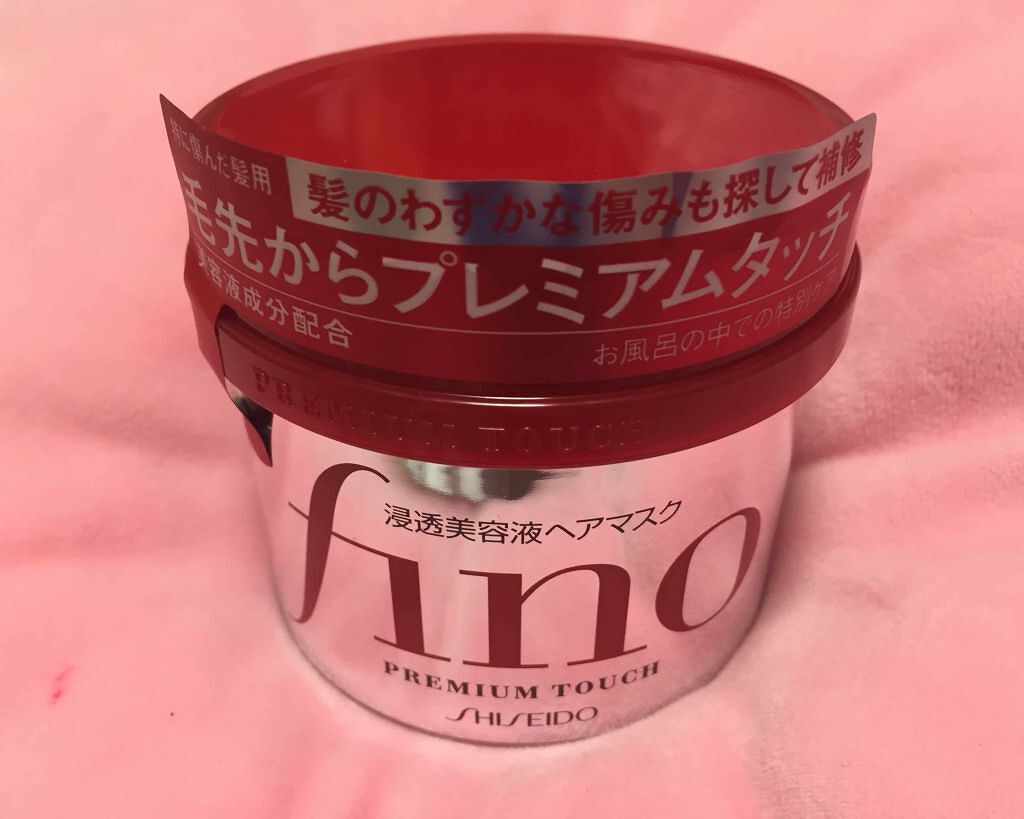 特に傷んだ髪用
髪のわずかな傷みも探して補修
毛先からプレミアムタッチ
美容液成分配合
お風呂の中での特別ケア
PREMIUM TOUCH
浸透美容液ヘアマスク
fino
PREMIUM TOUCH
SHISEIDO